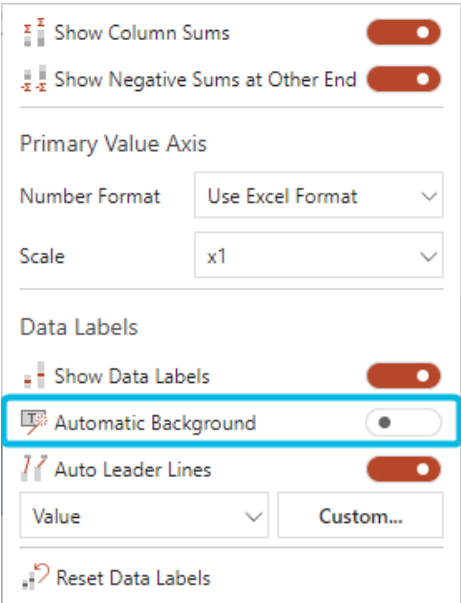 Show Column Sums
Show Negative Sums at Other End
Primary Value Axis
Number Format Use Excel Format
Scale x1
Data Labels
Show Data Labels
Automatic Background
Auto Leader Lines
Value Custom...
Reset Data Labels